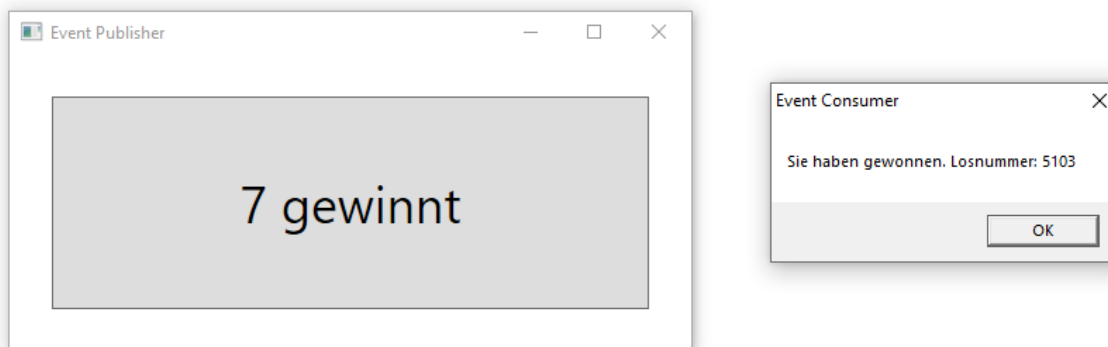 Event Publisher
7 gewinnt
Event Consumer
Sie haben gewonnen. Losnummer: 5103
OK